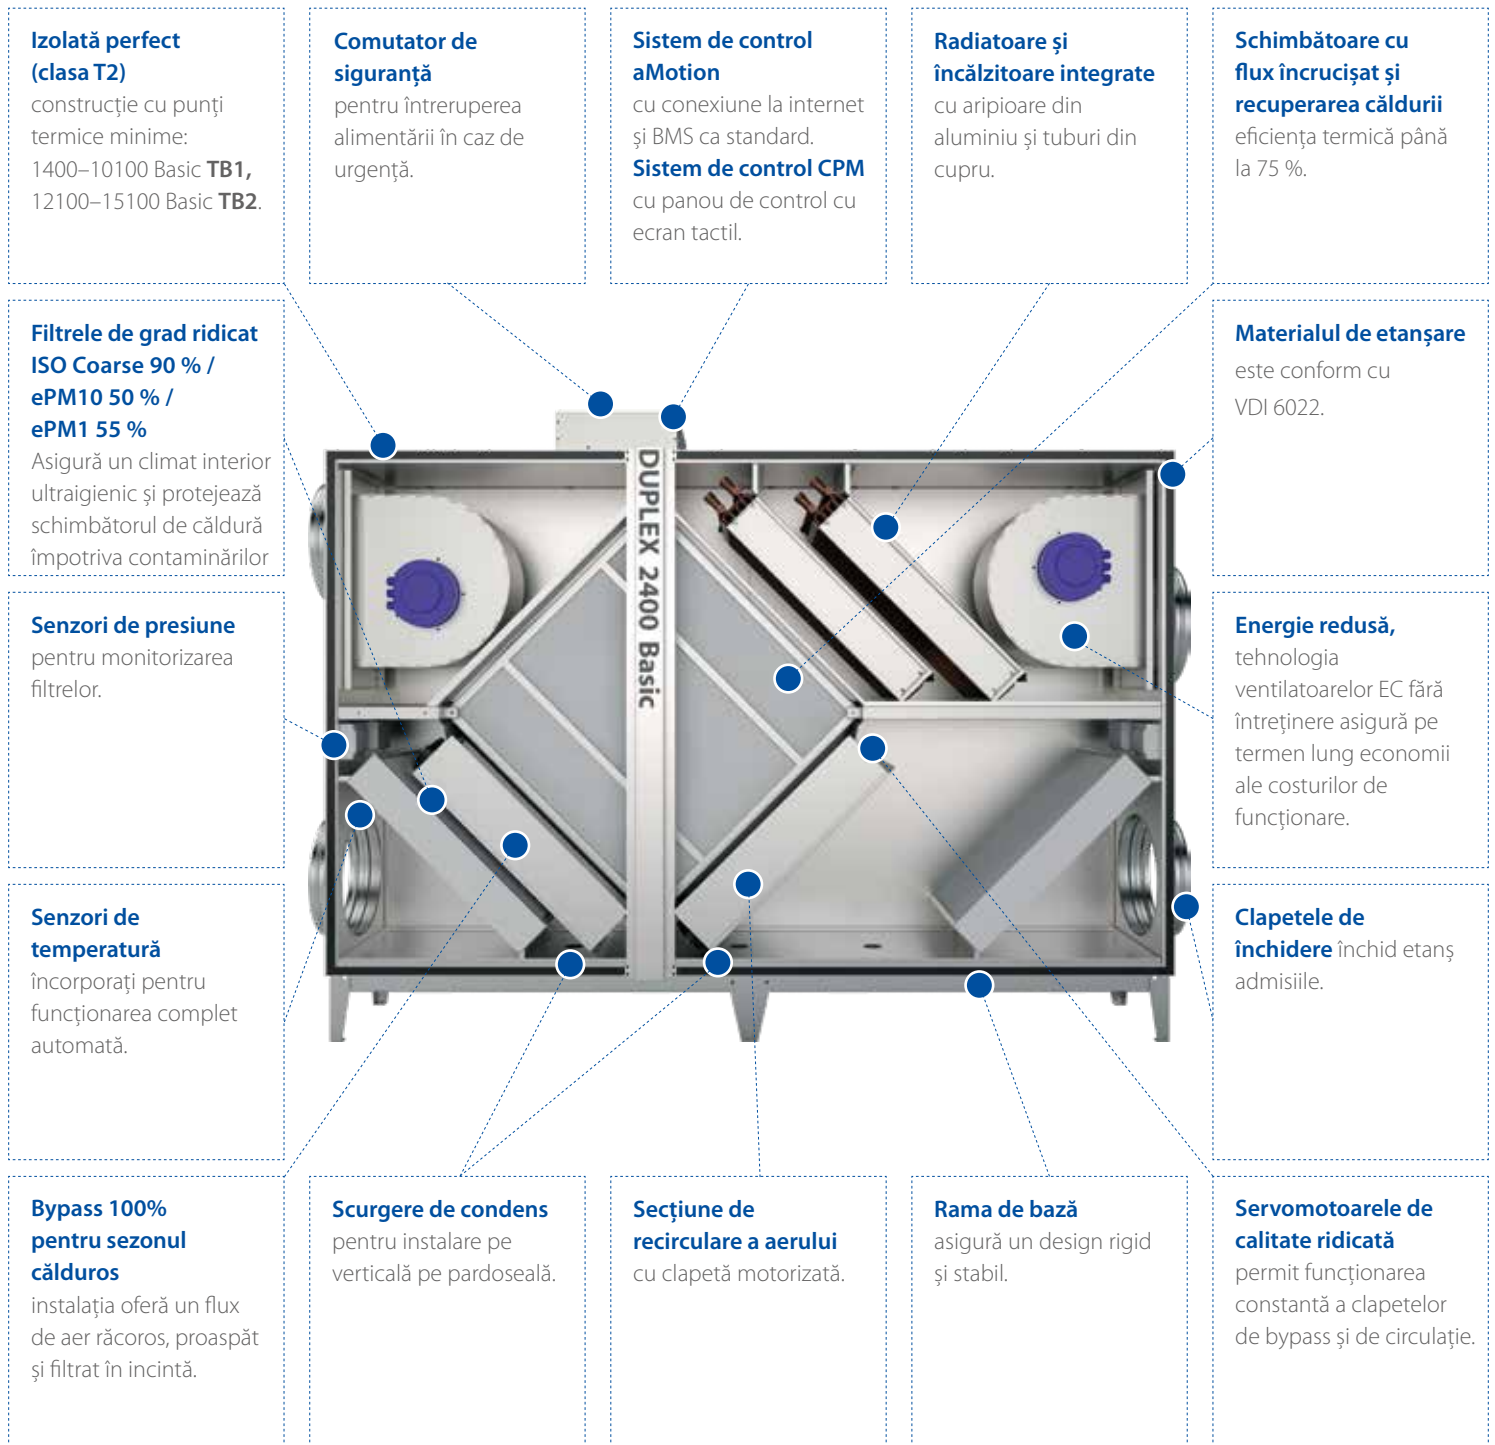 Izolată perfect
(clasa T2)
construcție cu punți
termice minime:
1400–10100 Basic TB1,
12100–15100 Basic TB2.
Comutator de
siguranță
pentru întreruperea
alimentării în caz de
urgență.
Sistem de control
aMotion
cu conexiune la internet
și BMS ca standard.
Sistem de control CPM
cu panou de control cu
ecran tactil.
Radiatoare și
încălzitoare integrate
cu aripioare din
aluminiu și tuburi din
cupru.
Schimbătoare cu
flux încrucișat și
recuperarea căldurii
eficiența termică până
la 75 %.
Filtrele de grad ridicat
ISO Coarse 90 % /
ePM10 50 % /
ePM1 55 %
Asigură un climat interior
ultraigienic și protejează
schimbătorul de căldură
împotriva contaminărilor
Materialul de etanșare
este conform cu
VDI 6022.
DUPLEX 2400 Basic
Senzori de presiune
pentru monitorizarea
filtrelor.
Energie redusă,
tehnologia
ventilatoarelor EC fără
întreținere asigură pe
termen lung economii
ale costurilor de
funcționare.
Senzori de
temperatură
încorporați pentru
funcționarea complet
automată.
Clapetele de
închidere închid etanș
admisiile.
Bypass 100%
pentru sezonul
călduros
instalația oferă un flux
de aer răcoros, proaspăt
și filtrat în incintă.
Scurgere de condens
pentru instalare pe
verticală pe pardoseală.
Secțiune de
recirculare a aerului
cu clapetă motorizată.
Rama de bază
asigură un design rigid
și stabil.
Servomotoarele de
calitate ridicată
permit funcționarea
constantă a clapetelor
de bypass și de circulație.